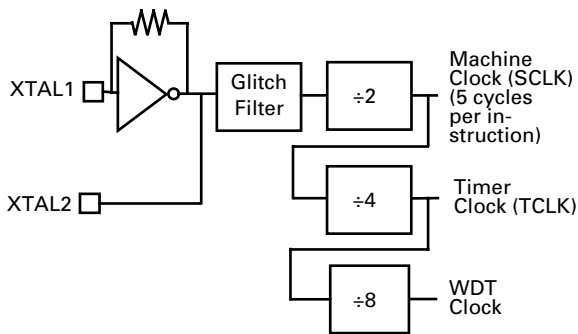 XTAL1
Glitch
Filter
÷2
Machine
Clock (SCLK)
(5 cycles
per in-
struction)
XTAL2
÷4
Timer
Clock (TCLK)
÷8
WDT
Clock